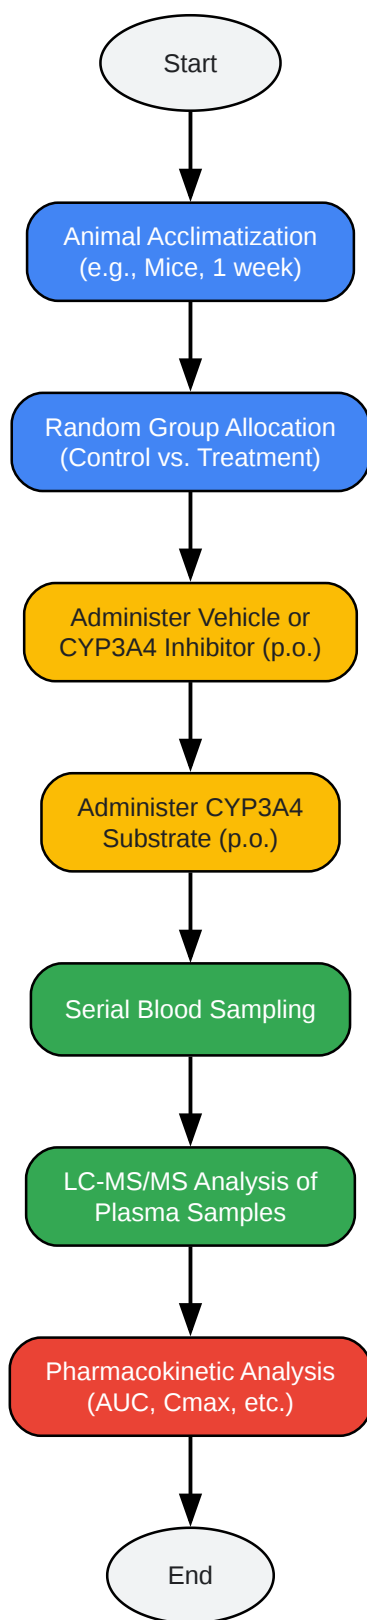 Start
Animal Acclimatization
(e.g., Mice, 1 week)
Random Group Allocation
(Control vs. Treatment)
Administer Vehicle or
CYP3A4 Inhibitor (p.o.)
Administer CYP3A4
Substrate (p.o.)
Serial Blood Sampling
LC-MS/MS Analysis of
Plasma Samples
Pharmacokinetic Analysis
(AUC, Cmax, etc.)
End